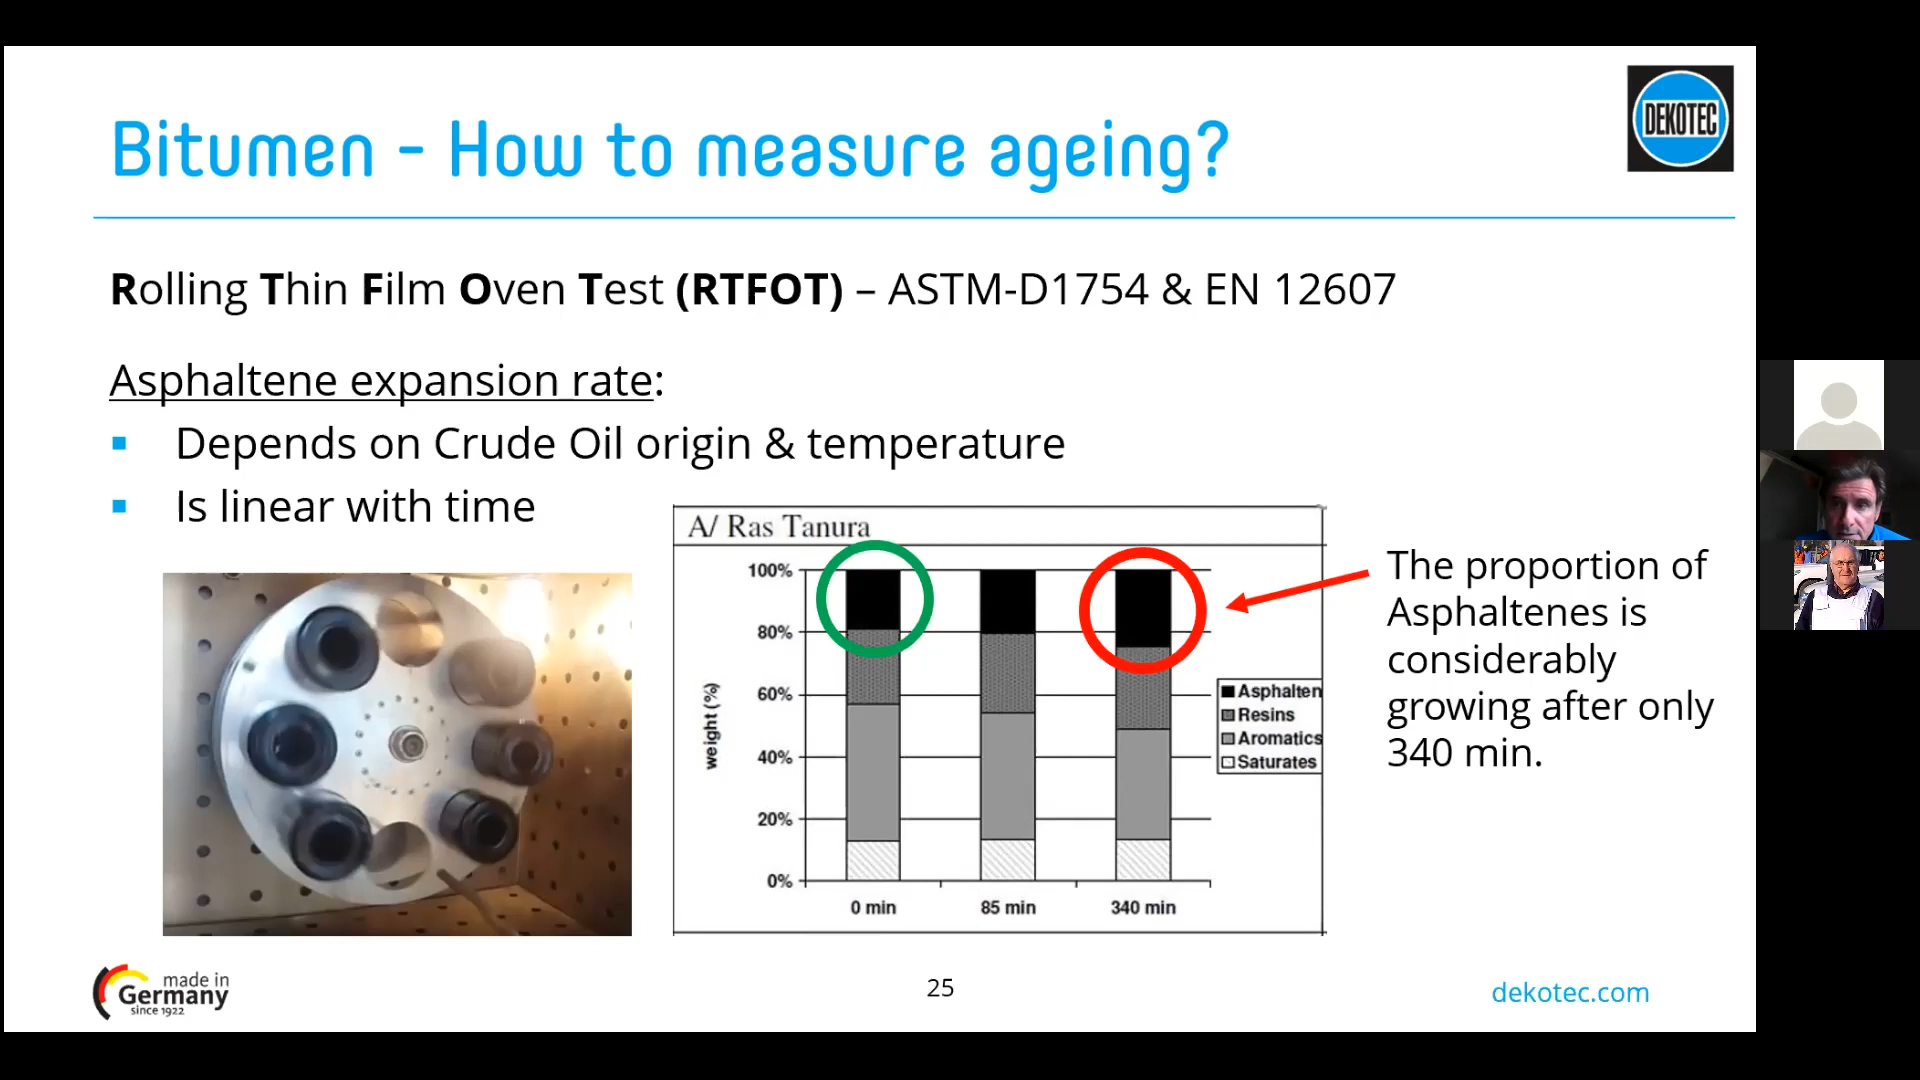 Bitumen - How to measure ageing?
DEKOTEC
Rolling Thin Film Oven Test (RTFOT) – ASTM-D1754 & EN 12607
Asphaltene expansion rate:
Depends on Crude Oil origin & temperature
Is linear with time
A/ Ras Tanura
100%
80%
60%
40%
20%
0%
weight (%)
0 min
85 min
340 min
Asphalten
Resins
Aromatics
Saturates
The proportion of
Asphaltenes is
considerably
growing after only
340 min.
made in
Germany
since 1922
25
dekotec.com